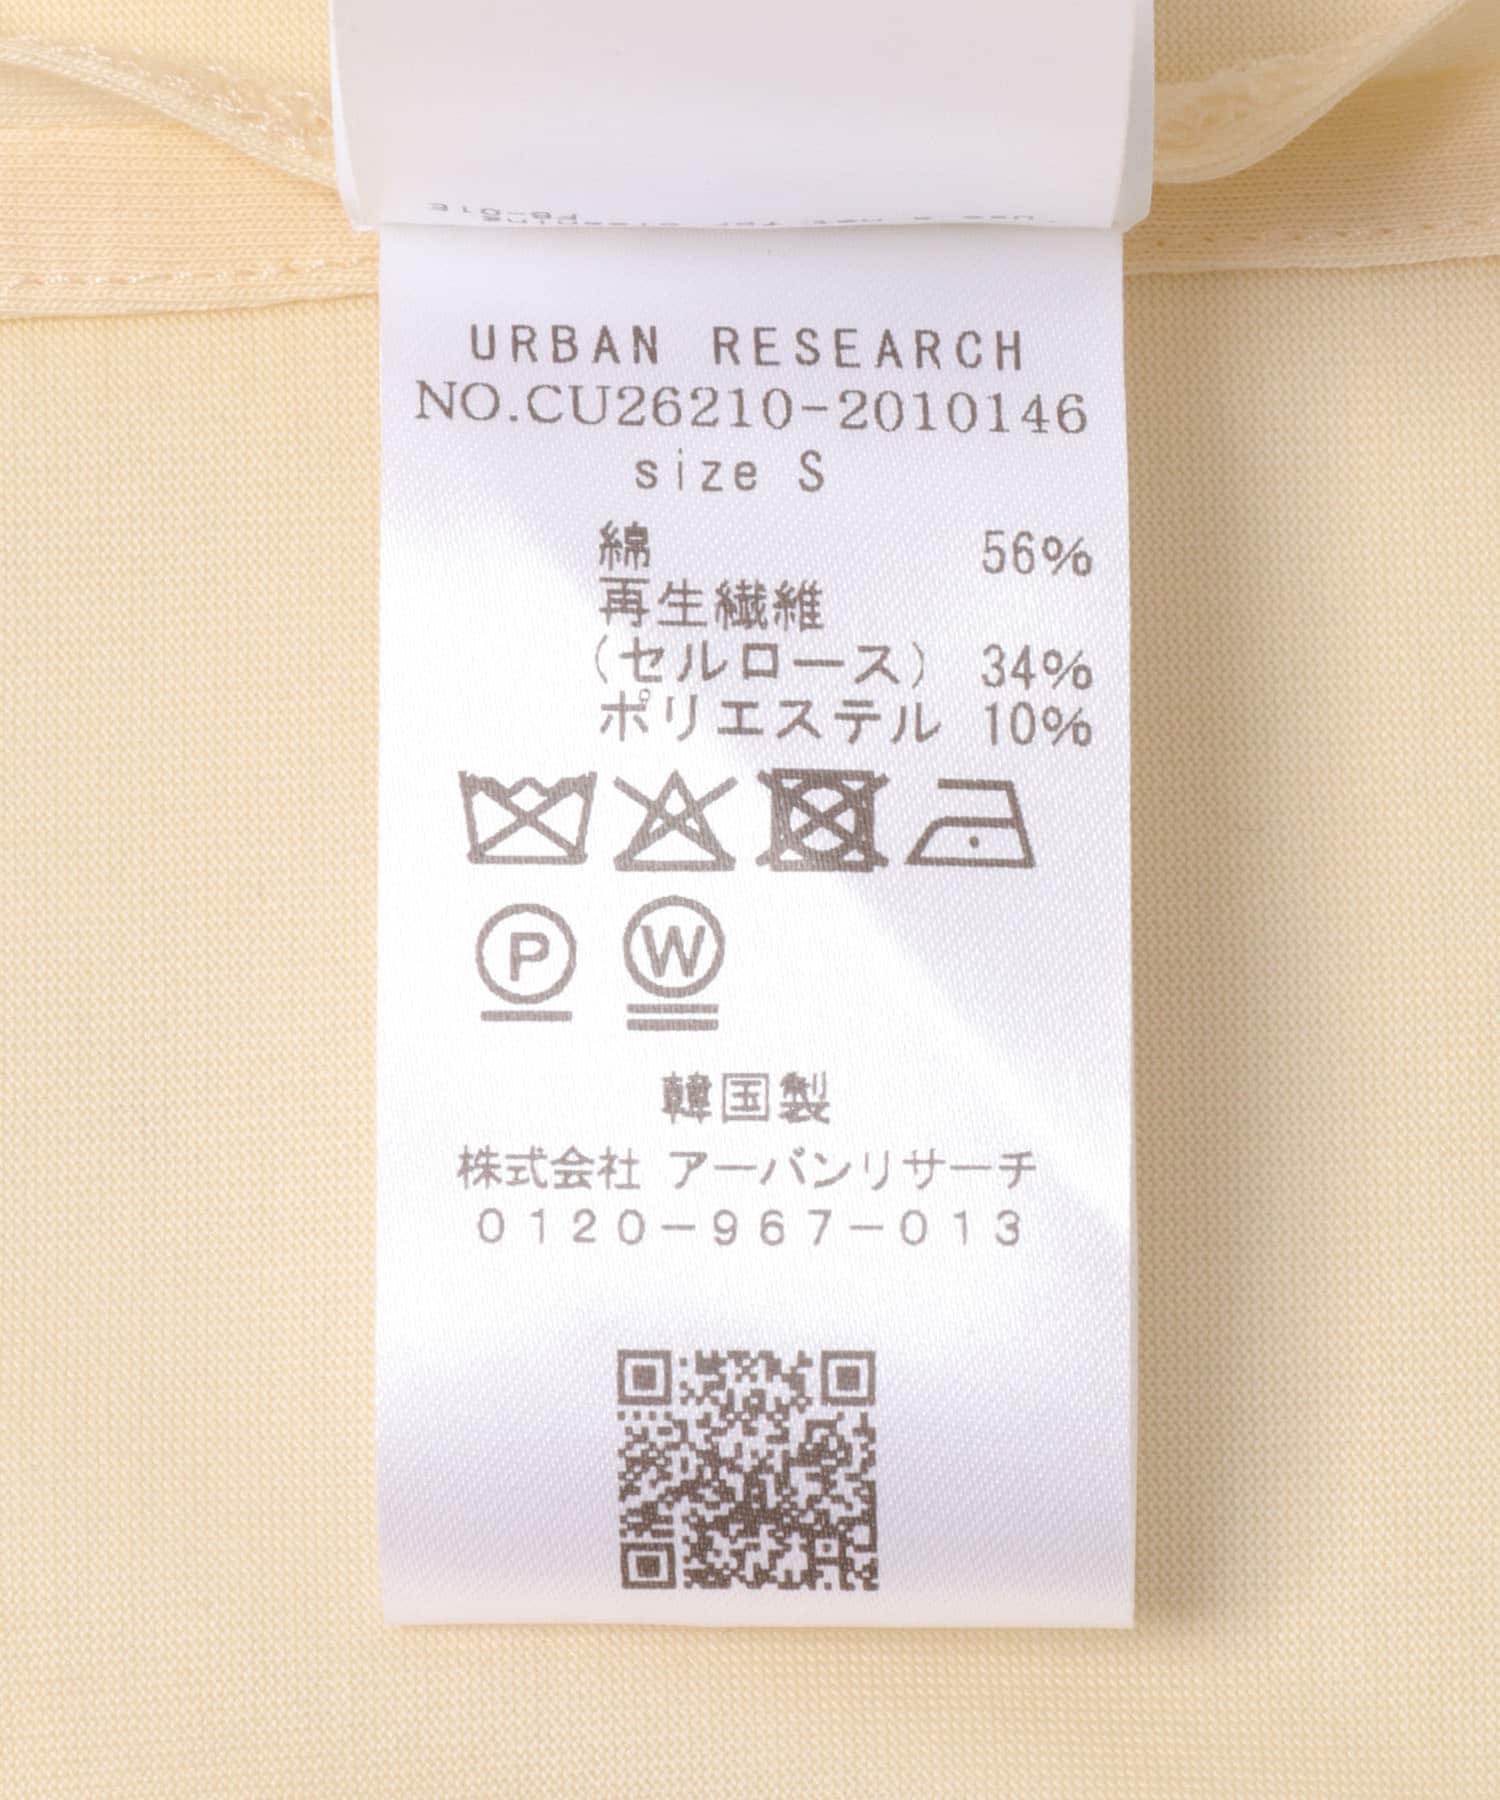 URBAN RESEARCH
NO.CU26210-2010146
size S
綿 56%
再生繊維
(セルロース) 34%
ポリエステル 10%
P W
韓国製
株式会社 アーバンリサーチ
0120-967-013